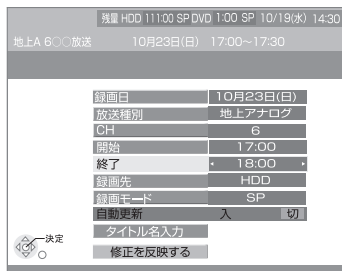 残量 HDD 111:00 SP DVD 1:00 SP 10/19(水) 14:30
地上A 6○○放送 10月23日(日) 17:00～17:30
録画日 10月23日(日)
放送種別 地上アナログ
CH 6
開始 17:00
終了 18:00
録画先 HDD
録画モード SP
自動更新 入 切
タイトル名入力
決定
修正を反映する